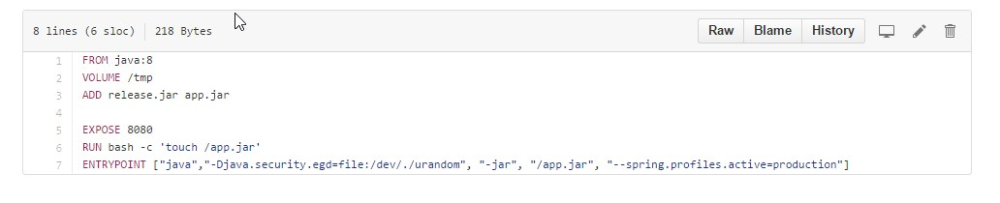 8 lines (6 sloc) 218 Bytes Raw Blame History
1 FROM java:8
2 VOLUME /tmp
3 ADD release.jar app.jar
4
5 EXPOSE 8080
6 RUN bash -c 'touch /app.jar'
7 ENTRYPOINT ["java","-Djava.security.egd=file:/dev/./urandom", "-jar", "/app.jar", "--spring.profiles.active=production"]